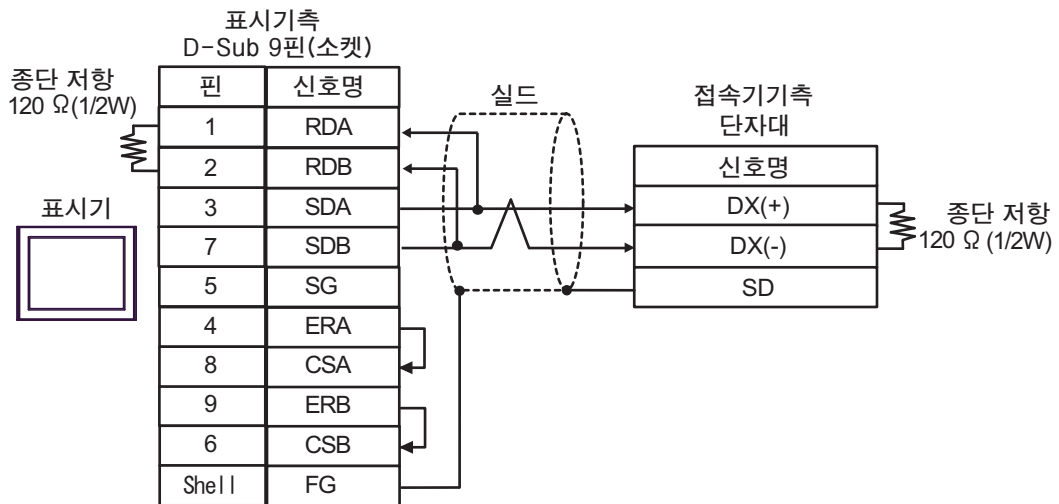 표시기측
D-Sub 9핀(소켓)
종단 저항
120 Ω(1/2W)
표시기
핀 신호명
1 RDA
2 RDB
3 SDA
7 SDB
5 SG
4 ERA
8 CSA
9 ERB
6 CSB
Shell FG
실드
접속기기측
단자대
신호명
DX(+)
DX(-)
SD
종단 저항
120 Ω (1/2W)